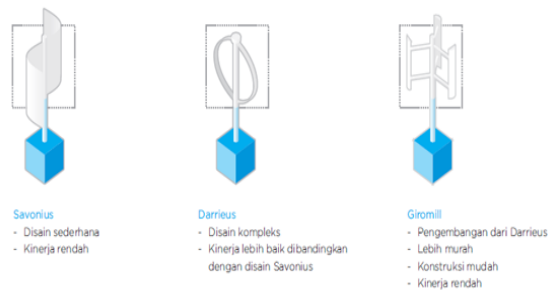 Savonius
- Disain sederhana
- Kinerja rendah
Darrieus
- Disain kompleks
- Kinerja lebih baik dibandingkan
dengan disain Savonius
Giromill
- Pengembangan dari Darrieus
- Lebih murah
- Konstruksi mudah
- Kinerja rendah